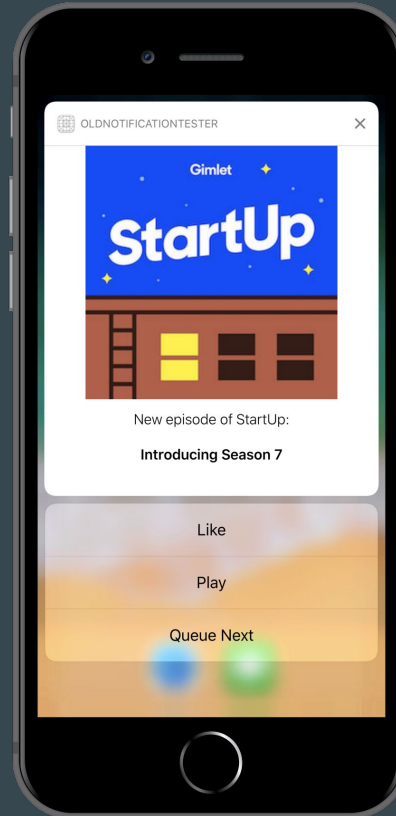 OLDNOTIFICATIONTESTER
Gimlet
StartUp
New episode of StartUp:
Introducing Season 7
Like
Play
Queue Next